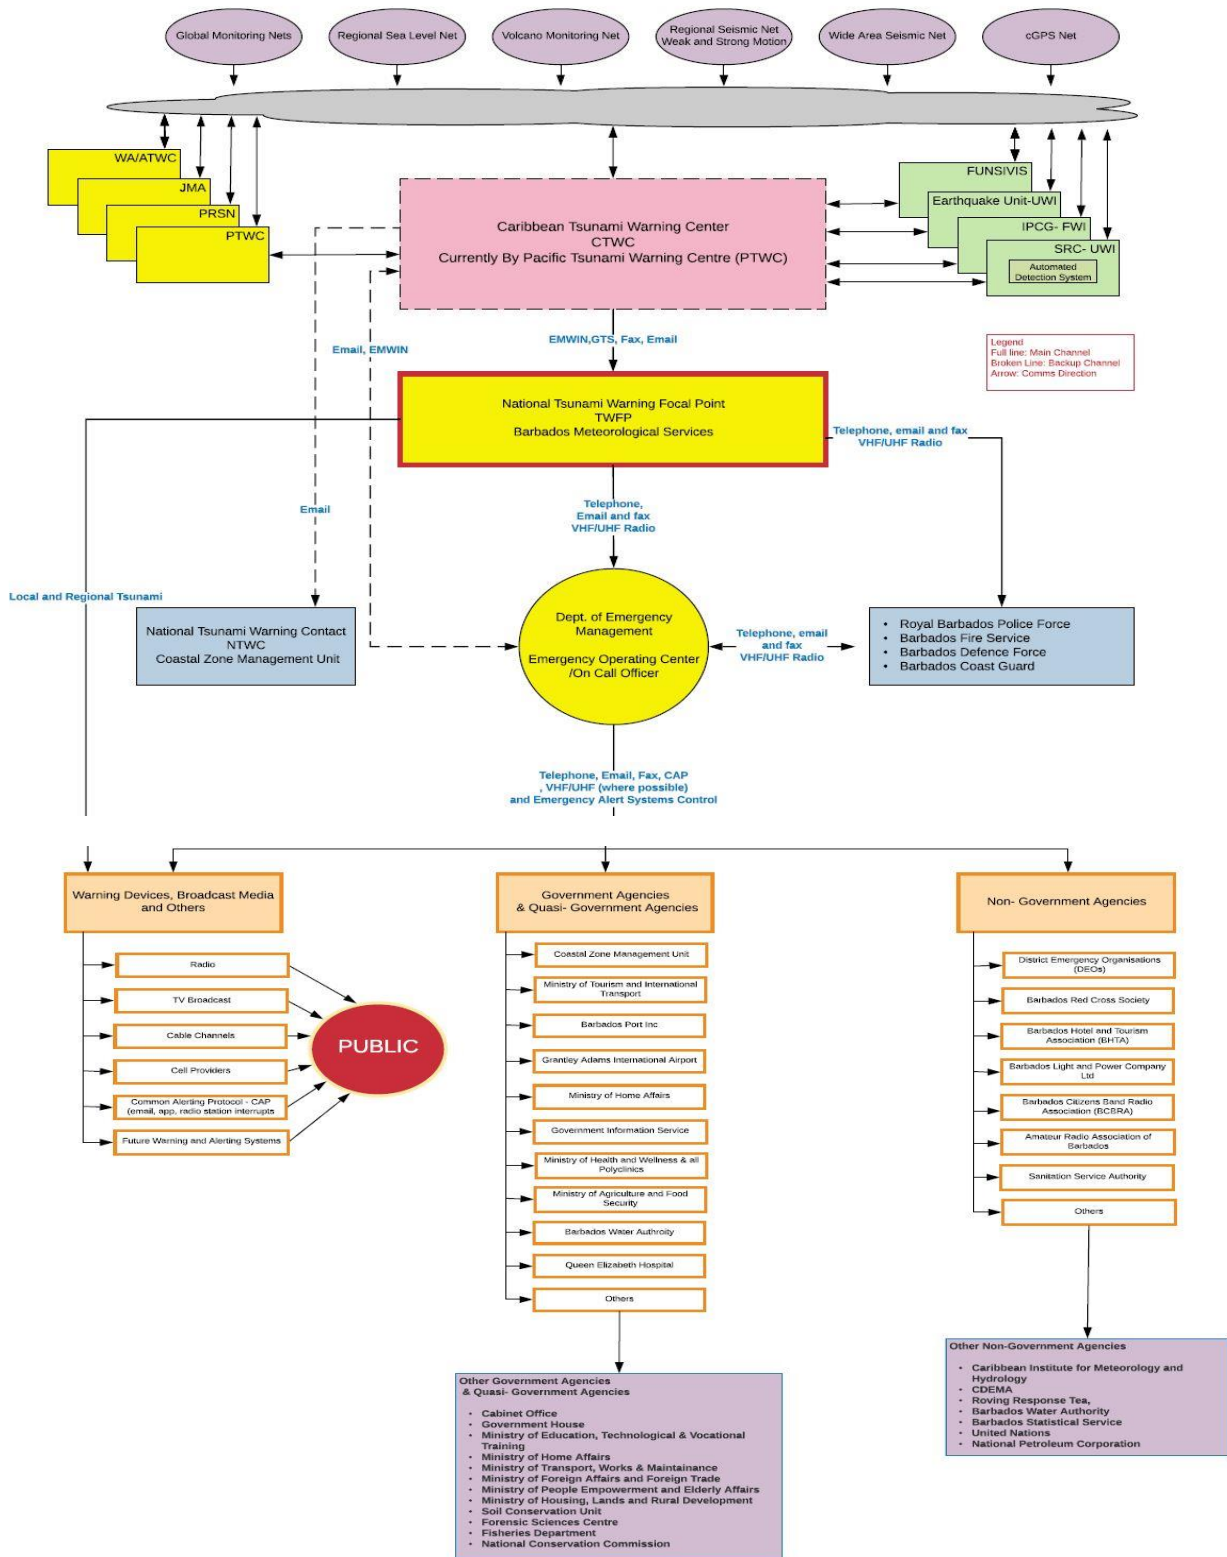 Global Monitoring Nets
Regional Sea Level Net
Volcano Monitoring Net
Regional Seismic Net
Weak and Strong Motion
Wide Area Seismic Net
cGPS Net
WA/ATWC
JMA
PRSN
PTWC
Caribbean Tsunami Warning Center
CTWC
Currently By Pacific Tsunami Warning Centre (PTWC)
FUNSIVIS
Earthquake Unit-UWI
IPCG- FWI
SRC- UWI
Automated
Detection System
Email, EMWIN
EMWIN,GTS, Fax, Email
Legend
Full line: Main Channel
Broken Line: Backup Channel
Arrow: Comms Direction
National Tsunami Warning Focal Point
TWFP
Barbados Meteorological Services
Telephone, email and fax
VHF/UHF Radio
Email
Telephone,
Email and fax
VHF/UHF Radio
Local and Regional Tsunami
National Tsunami Warning Contact
NTWC
Coastal Zone Management Unit
Dept. of Emergency
Management
Emergency Operating Center
/On Call Officer
Telephone, email
and fax
VHF/UHF Radio
• Royal Barbados Police Force
• Barbados Fire Service
• Barbados Defence Force
• Barbados Coast Guard
Telephone, Email, Fax, CAP
, VHF/UHF (where possible)
and Emergency Alert Systems Control
Warning Devices, Broadcast Media
and Others
Radio
TV Broadcast
Cable Channels
Cell Providers
Common Alerting Protocol - CAP
(email, app, radio station interrupts
Future Warning and Alerting Systems
PUBLIC
Government Agencies
& Quasi- Government Agencies
Coastal Zone Management Unit
Ministry of Tourism and International
Transport
Barbados Port Inc
Grantley Adams International Airport
Ministry of Home Affairs
Government Information Service
Ministry of Health and Wellness & all
Polyclinics
Ministry of Agriculture and Food
Security
Barbados Water Authroity
Queen Elizabeth Hospital
Others
Non- Government Agencies
District Emergency Organisations
(DEOs)
Barbados Red Cross Society
Barbados Hotel and Tourism
Association (BHTA)
Barbados Light and Power Company
Ltd
Barbados Citizens Band Radio
Association (BCBRA)
Amateur Radio Association of
Barbados
Sanitation Service Authority
Others
Other Government Agencies
& Quasi- Government Agencies
• Cabinet Office
• Government House
• Ministry of Education, Technological & Vocational
Training
• Ministry of Home Affairs
• Ministry of Transport, Works & Maintainance
• Ministry of Foreign Affairs and Foreign Trade
• Ministry of People Empowerment and Elderly Affairs
• Ministry of Housing, Lands and Rural Development
• Soil Conservation Unit
• Forensic Sciences Centre
• Fisheries Department
• National Conservation Commission
Other Non-Government Agencies
• Caribbean Institute for Meteorology and
Hydrology
• CDEMA
• Roving Response Tea,
• Barbados Water Authority
• Barbados Statistical Service
• United Nations
• National Petroleum Corporation